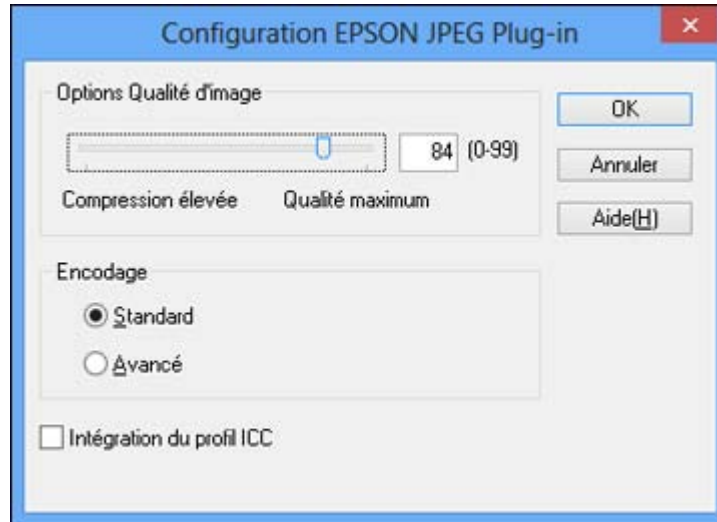 Configuration EPSON JPEG Plug-in
Options Qualité d'image
84 (0-99)
Compression élevée Qualité maximum
OK
Annuler
Aide(H)
Encodage
Standard
Avancé
Intégration du profil ICC